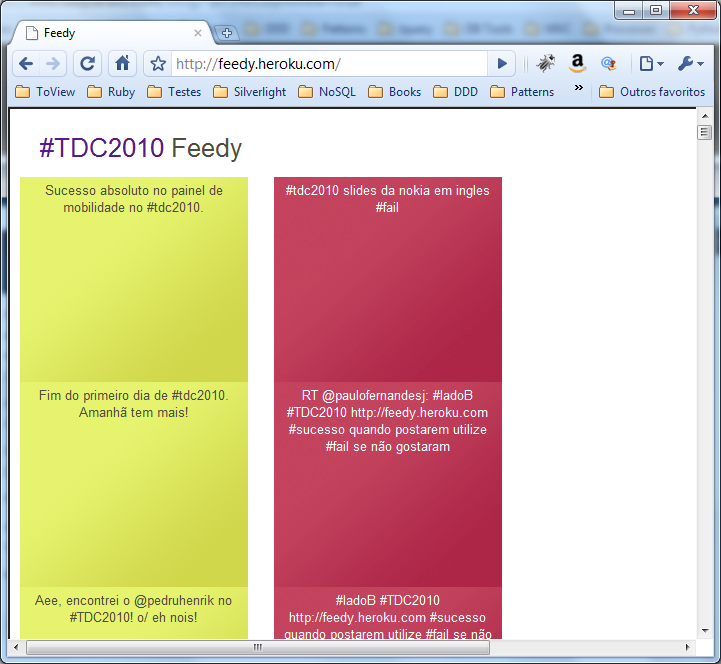 Feedy
http://feedy.heroku.com/
ToView Ruby Testes Silverlight NoSQL Books DDD Patterns » Outros favoritos
#TDC2010 Feedy
Sucesso absoluto no painel de
mobilidade no #tdc2010.
#tdc2010 slides da nokia em ingles
#fail
Fim do primeiro dia de #tdc2010.
Amanhã tem mais!
RT @paulofernandesj: #ladoB
#TDC2010 http://feedy.heroku.com
#sucesso quando postarem utilize
#fail se não gostaram
Aee, encontrei o @pedruhenrik no
#TDC2010! o/ eh nois!
#ladoB #TDC2010
http://feedy.heroku.com #sucesso
quando postarem utilize #fail se não